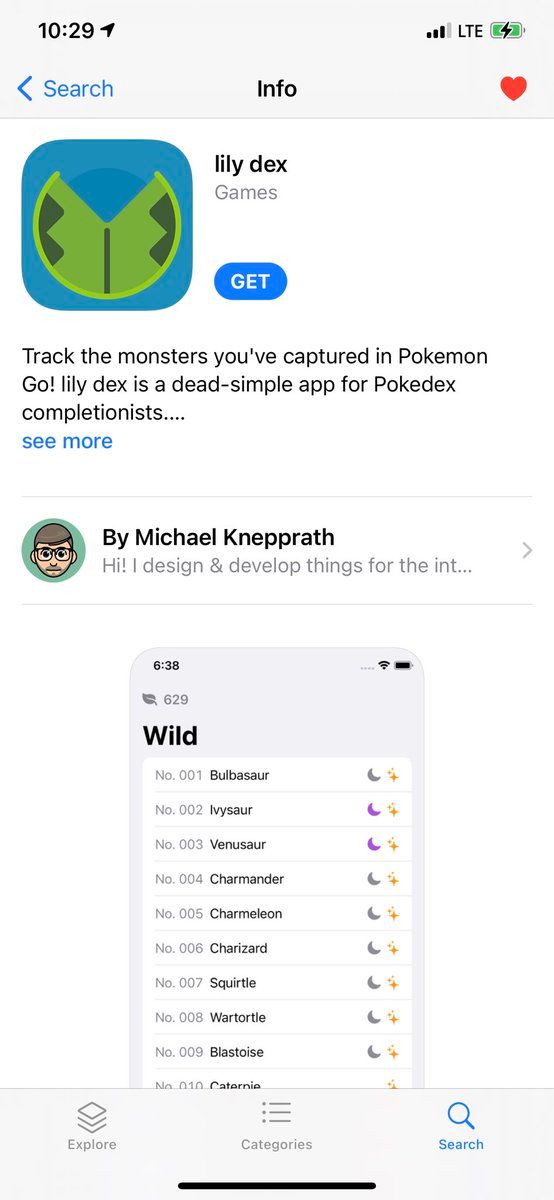 10:29
LTE
Search
Info
lily dex
Games
GET
Track the monsters you've captured in Pokemon
Go! lily dex is a dead-simple app for Pokedex
completionists....
see more
By Michael Knepprath
Hi! I design & develop things for the int...
6:38
629
Wild
No. 001 Bulbasaur
No. 002 Ivysaur
No. 003 Venusaur
No. 004 Charmander
No. 005 Charmeleon
No. 006 Charizard
No. 007 Squirtle
No. 008 Wartortle
No. 009 Blastoise
No. 010 Caterpie
Explore
Categories
Search